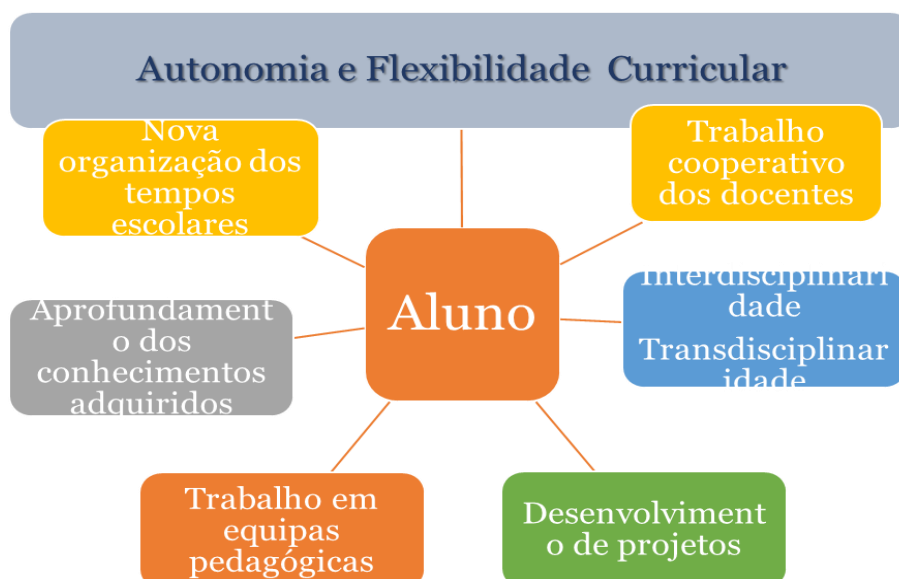 Autonomia e Flexibilidade Curricular
Nova
organização dos
tempos
escolares
Trabalho
cooperativo
dos docentes
Aluno
Aprofundament
o dos
conhecimentos
adquiridos
Interdisciplinari
dade
Transdisciplinar
idade
Trabalho em
equipas
pedagógicas
Desenvolviment
o de projetos